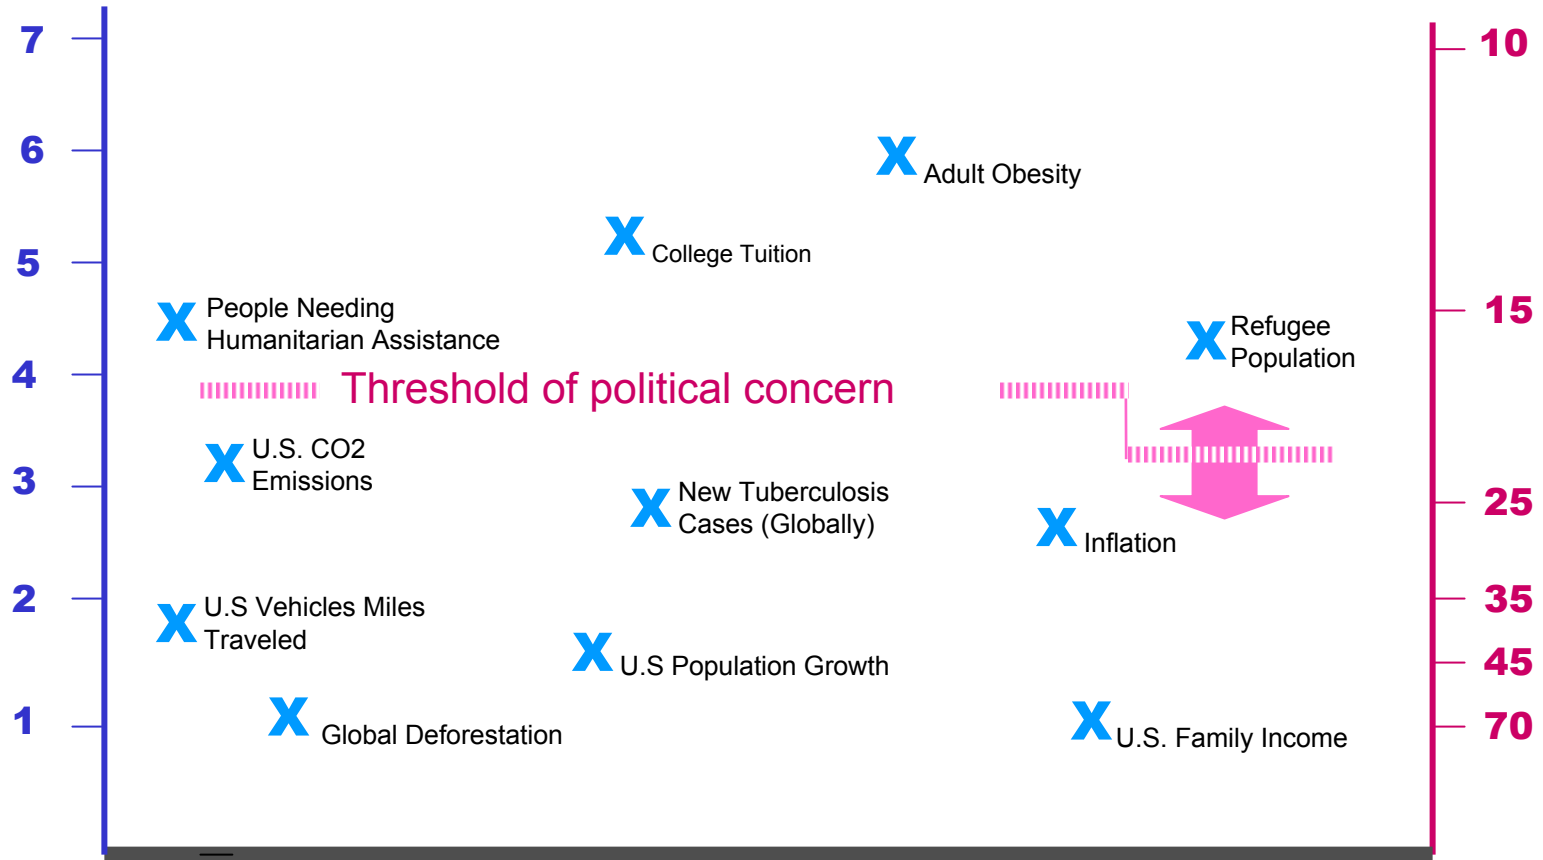 7
10
6
Adult Obesity
College Tuition
5
People Needing
Humanitarian Assistance
15
Refugee
Population
4
Threshold of political concern
U.S. CO2
Emissions
3
New Tuberculosis
Cases (Globally)
25
Inflation
2
U.S Vehicles Miles
Traveled
35
U.S Population Growth
45
1
Global Deforestation
U.S. Family Income
70